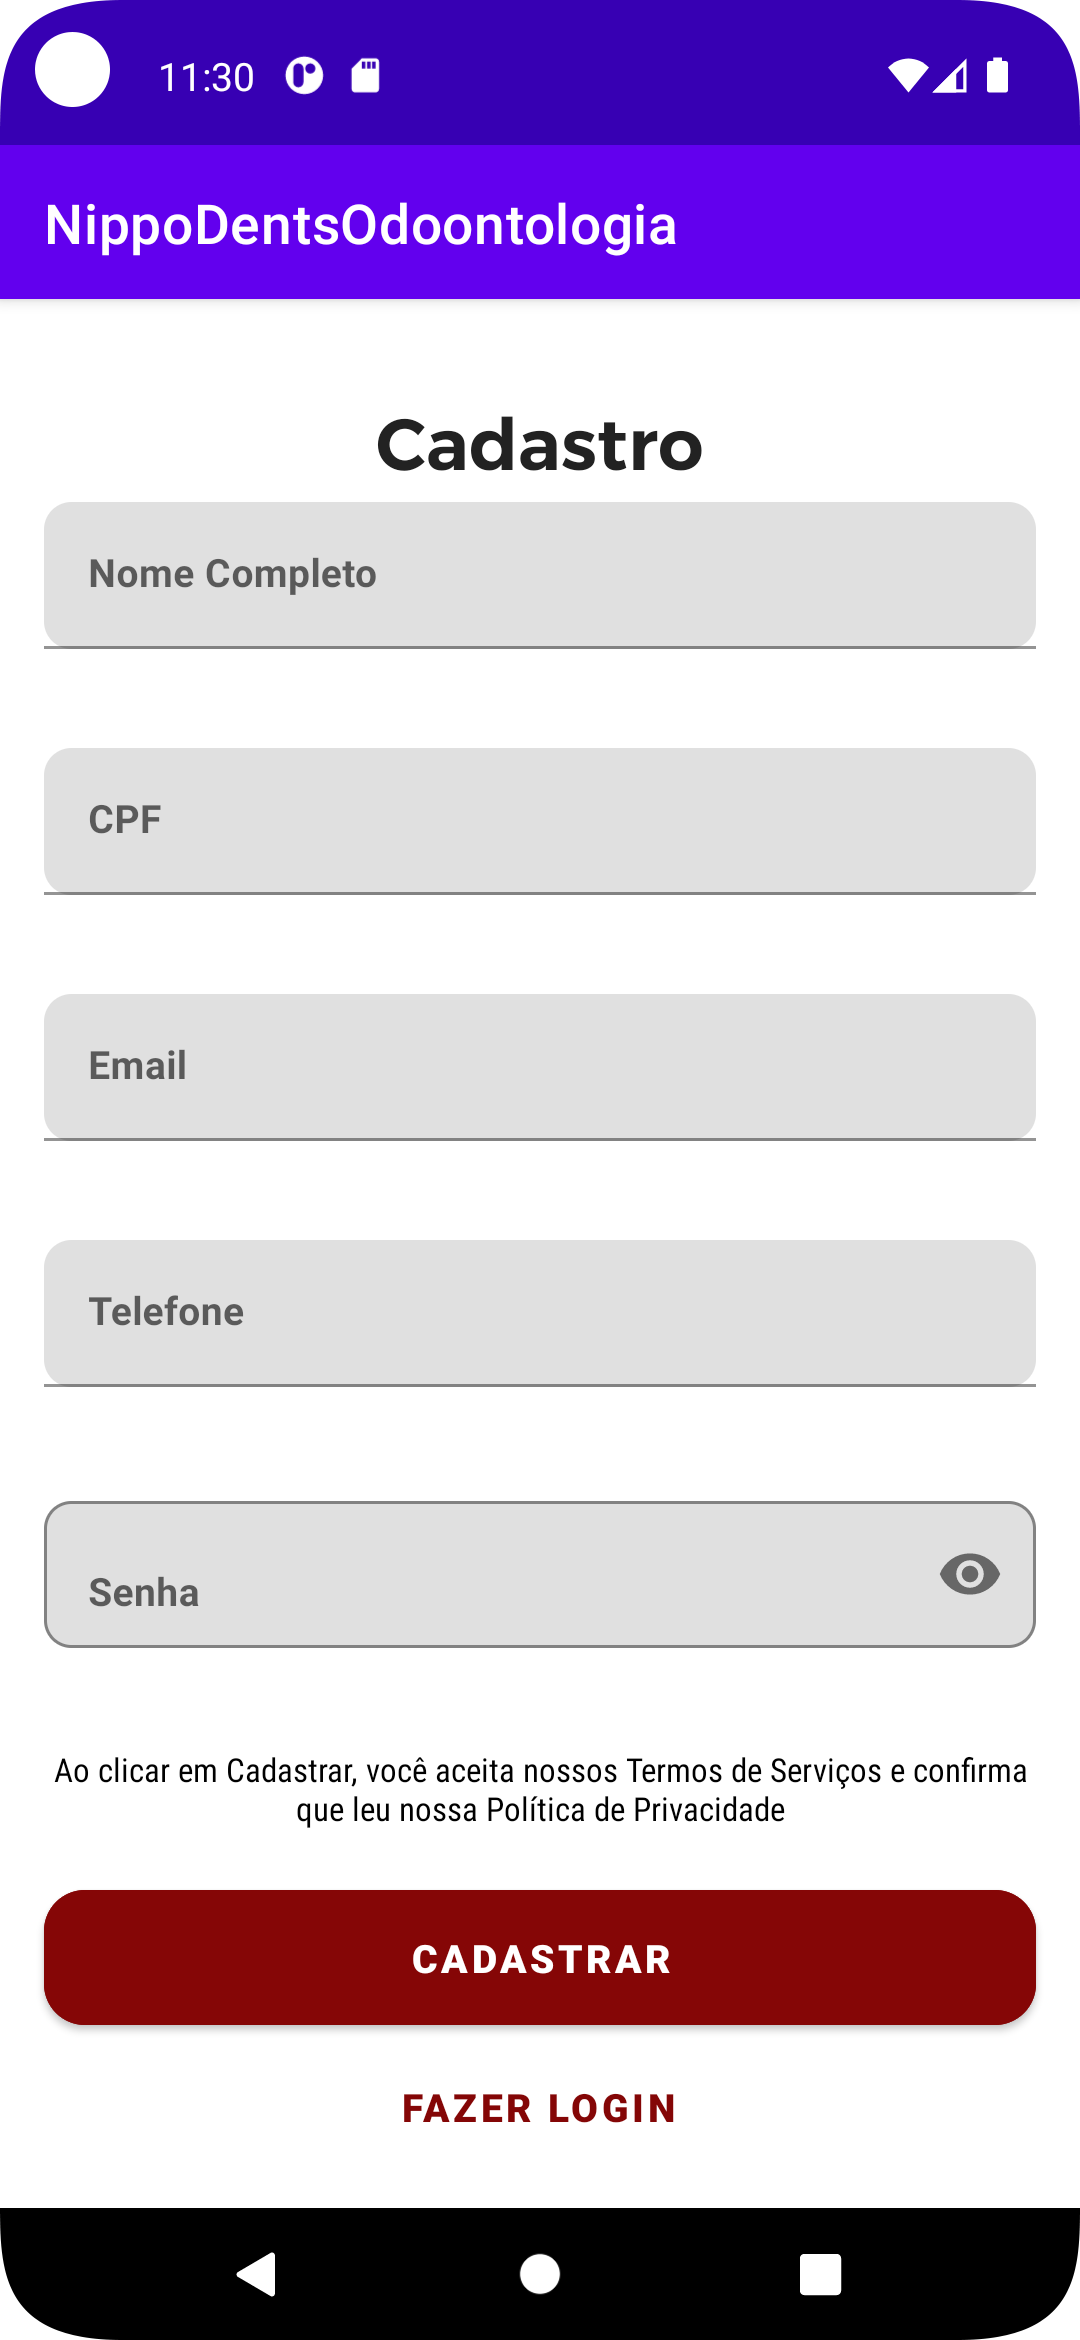 11:30
NippoDentsOdoontologia
Cadastro
Nome Completo
CPF
Email
Telefone
Senha
Ao clicar em Cadastrar, você aceita nossos Termos de Serviços e confirma
que leu nossa Política de Privacidade
CADASTRAR
FAZER LOGIN